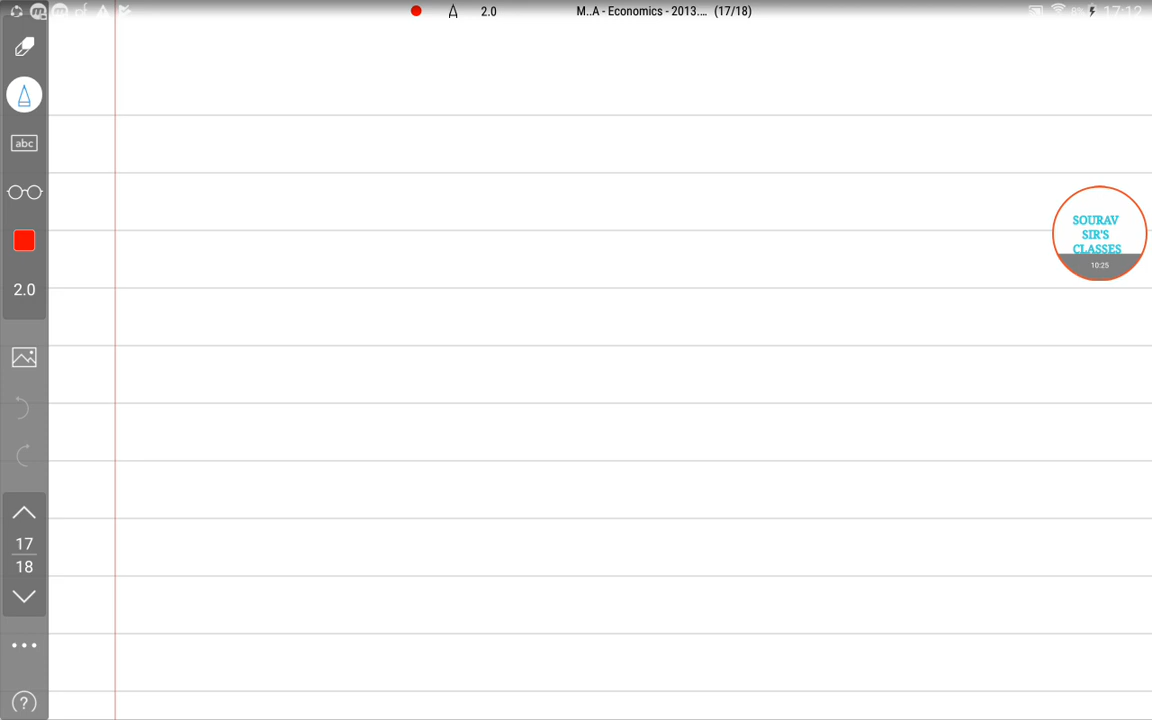 2.0 M..A - Economics - 2013.... (17/18) 17:12
abc
SOURAV
SIR'S
CLASSES
10:25
2.0
17
18
?